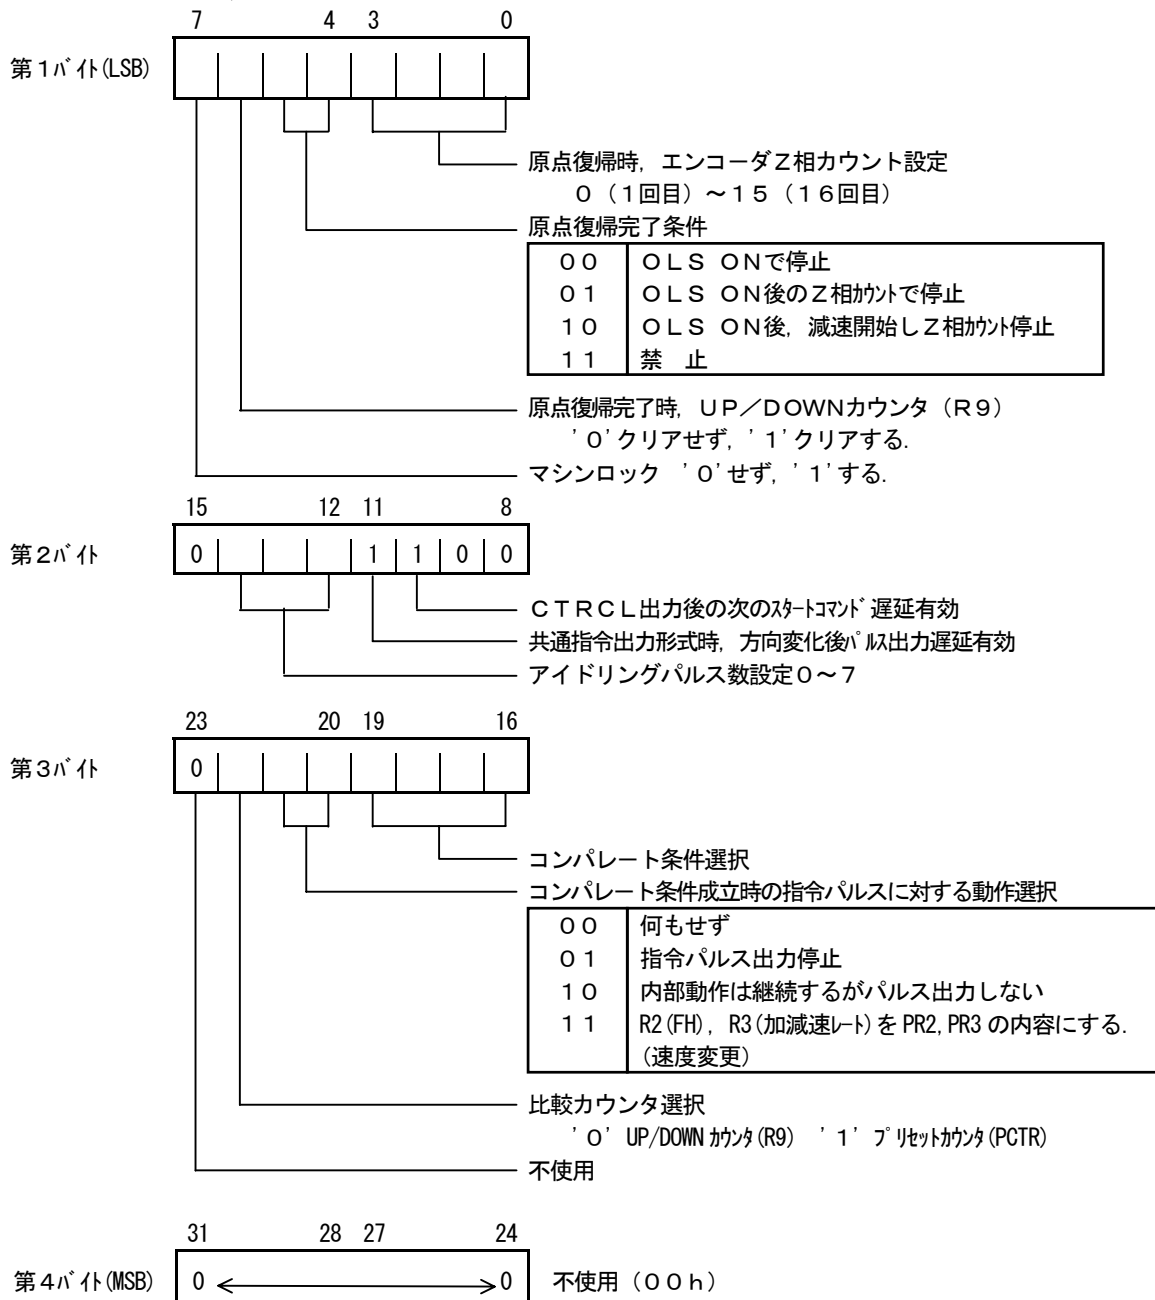 7 4 3 0
第1バイト(LSB)
原点復帰時，エンコーダＺ相カウント設定
０（１回目）～１５（１６回目）
原点復帰完了条件
００ ＯＬＳ ＯＮで停止
０１ ＯＬＳ ＯＮ後のＺ相カウントで停止
１０ ＯＬＳ ＯＮ後，減速開始しＺ相カウント停止
１１ 禁 止
原点復帰完了時，ＵＰ／ＤＯＷＮカウンタ（Ｒ９）
’０’クリアせず，’１’クリアする．
マシンロック ’０’せず，’１’する．
15 12 11 8
第２バイト 0 1 1 0 0
ＣＴＲＣＬ出力後の次のスタートコマンド遅延有効
共通指令出力形式時，方向変化後パルス出力遅延有効
アイドリングパルス数設定０～７
23 20 19 16
第３バイト 0
コンパレート条件選択
コンパレート条件成立時の指令パルスに対する動作選択
００ 何もせず
０１ 指令パルス出力停止
１０ 内部動作は継続するがパルス出力しない
１１ R2(FH), R3(加減速レート)を PR2, PR3 の内容にする．
(速度変更)
比較カウンタ選択
’０’ UP/DOWN カウンタ(R9) ’１’ プリセットカウンタ(PCTR)
不使用
31 28 27 24
第４バイト(MSB) 0 0 不使用（００ｈ）